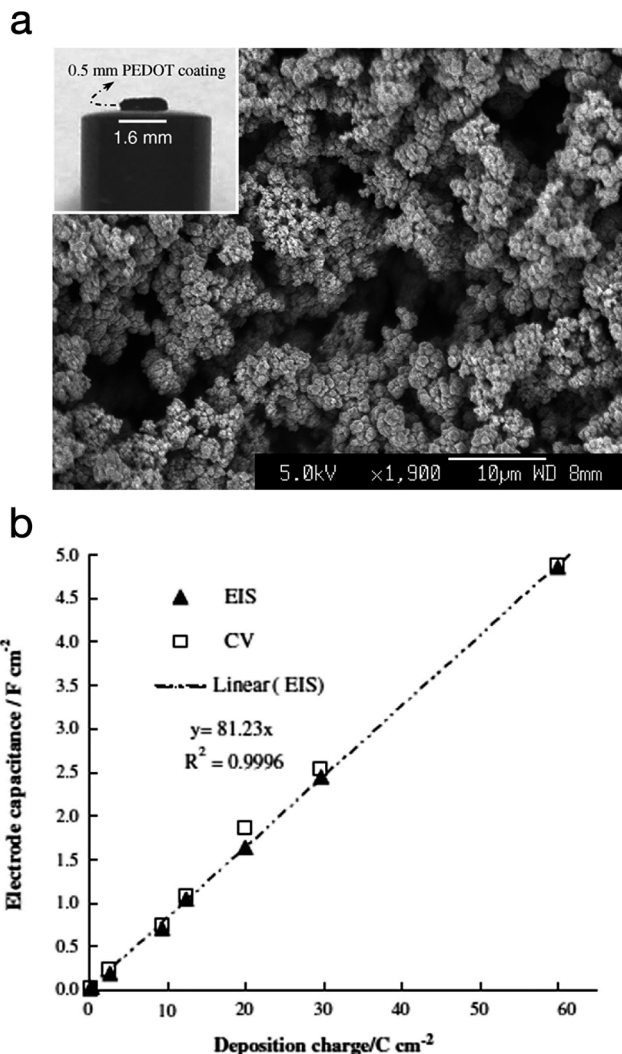 a
0.5 mm PEDOT coating
1.6 mm
5.0kV ×1,900 10µm WD 8mm
b
Electrode capacitance / F cm⁻²
5.0
4.5
4.0
3.5
3.0
2.5
2.0
1.5
1.0
0.5
0.0
EIS
CV
Linear( EIS)
y= 81.23x
R² = 0.9996
0 10 20 30 40 50 60
Deposition charge/C cm⁻²